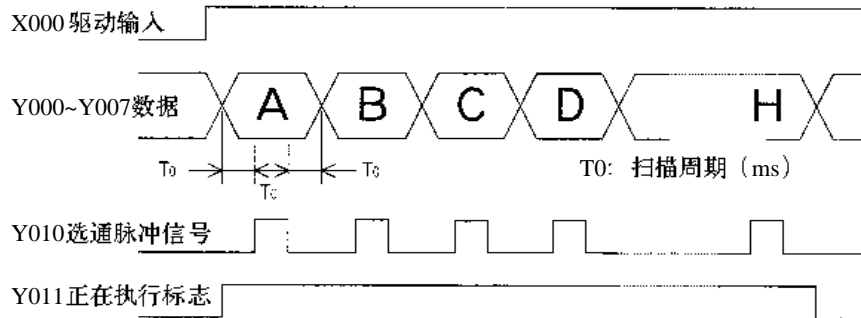 X000驱动输入
Y000~Y007数据
A B C D H
T0 T0
T0: 扫描周期（ms）
T0
Y010选通脉冲信号
Y011正在执行标志